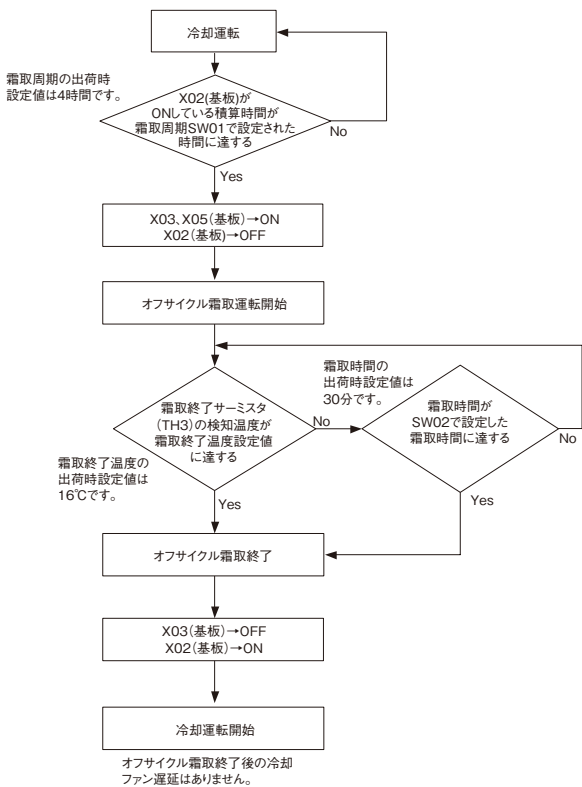 冷却運転
霜取周期の出荷時
設定値は4時間です。
X02(基板)が
ONしている積算時間が
霜取周期SW01で設定された
時間に達する
No
Yes
X03、X05(基板)→ON
X02(基板)→OFF
オフサイクル霜取運転開始
霜取時間の
出荷時設定値は
30分です。
霜取終了サーミスタ
(TH3)の検知温度が
霜取終了温度設定値
に達する
No
霜取時間が
SW02で設定した
霜取時間に達する
No
霜取終了温度の
出荷時設定値は
16℃です。
Yes
Yes
オフサイクル霜取終了
X03(基板)→OFF
X02(基板)→ON
冷却運転開始
オフサイクル霜取終了後の冷却
ファン遅延はありません。